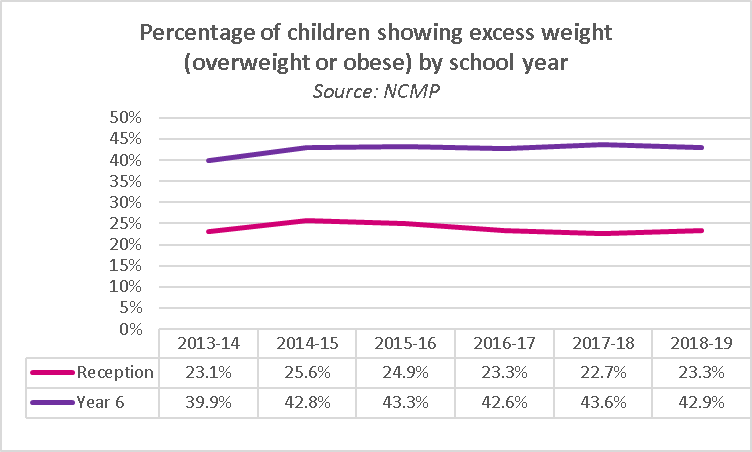 Percentage of children showing excess weight
(overweight or obese) by school year
Source: NCMP
50%
45%
40%
35%
30%
25%
20%
15%
10%
5%
0%
2013-14 2014-15 2015-16 2016-17 2017-18 2018-19
Reception 23.1% 25.6% 24.9% 23.3% 22.7% 23.3%
Year 6 39.9% 42.8% 43.3% 42.6% 43.6% 42.9%